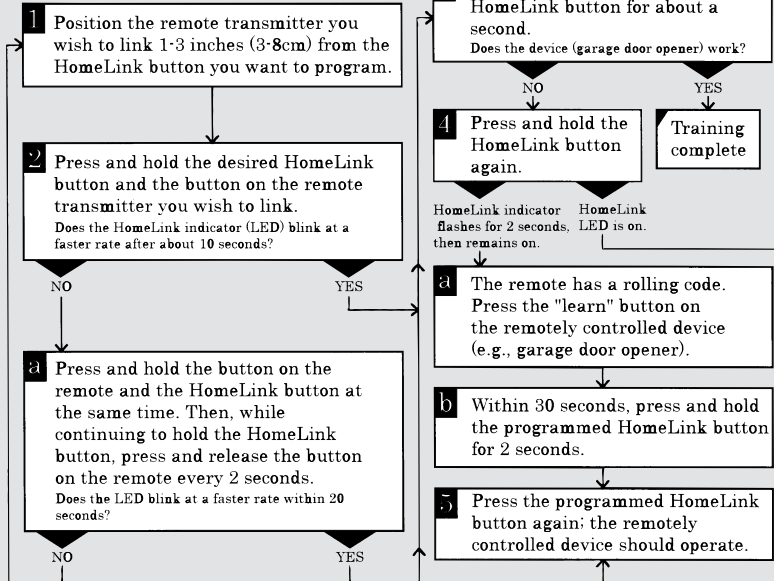 1 Position the remote transmitter you
wish to link 1-3 inches (3-8cm) from the
HomeLink button you want to program.
2 Press and hold the desired HomeLink
button and the button on the remote
transmitter you wish to link.
Does the HomeLink indicator (LED) blink at a
faster rate after about 10 seconds?
NO
YES
a Press and hold the button on the
remote and the HomeLink button at
the same time. Then, while
continuing to hold the HomeLink
button, press and release the button
on the remote every 2 seconds.
Does the LED blink at a faster rate within 20
seconds?
NO
YES
HomeLink button for about a
second.
Does the device (garage door opener) work?
NO
YES
4 Press and hold the
HomeLink button
again.
Training
complete
HomeLink indicator
flashes for 2 seconds,
then remains on.
HomeLink
LED is on.
a The remote has a rolling code.
Press the "learn" button on
the remotely controlled device
(e.g., garage door opener).
b Within 30 seconds, press and hold
the programmed HomeLink button
for 2 seconds.
5 Press the programmed HomeLink
button again; the remotely
controlled device should operate.